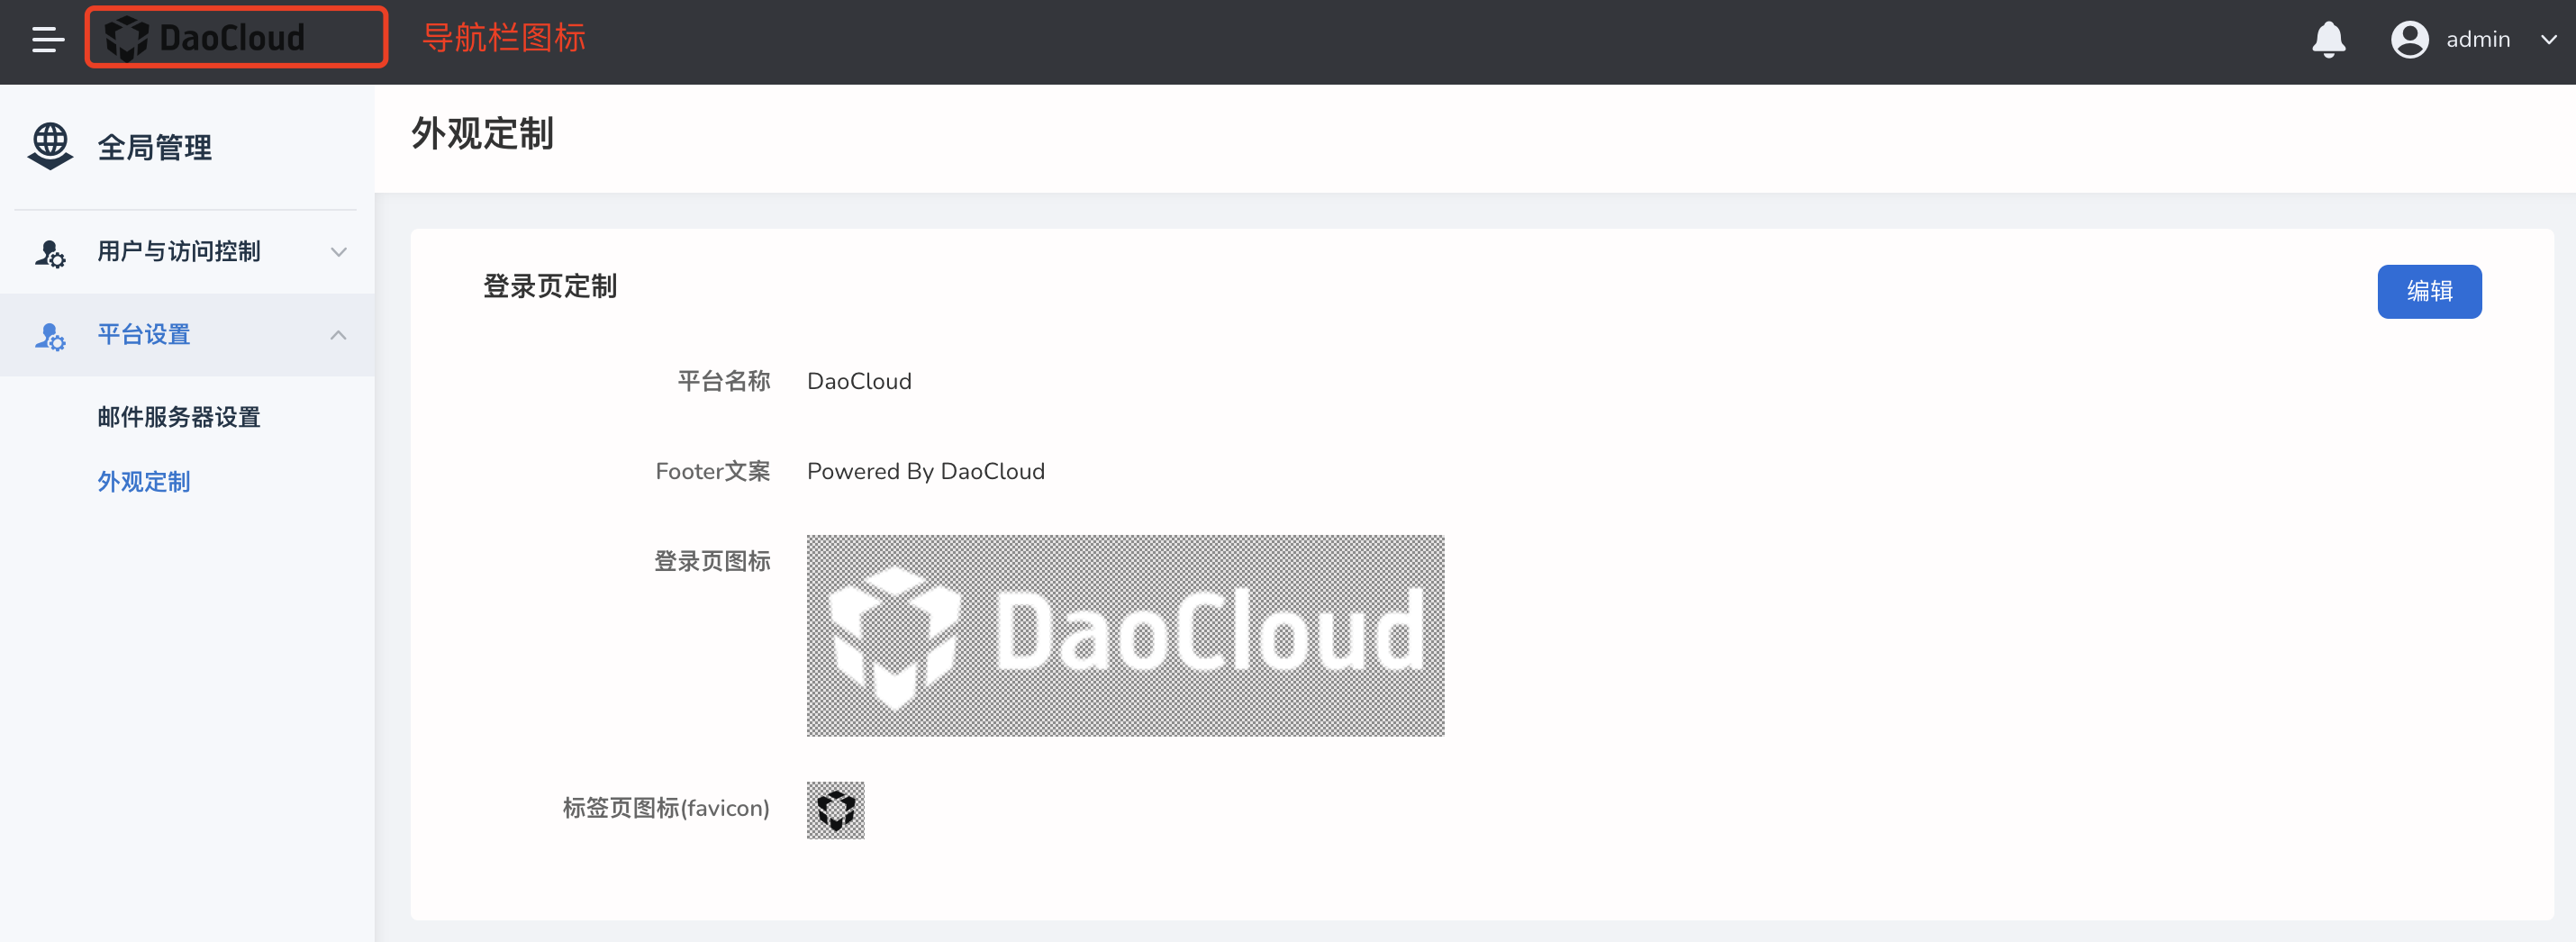 DaoCloud 导航栏图标 admin
全局管理
用户与访问控制
平台设置
邮件服务器设置
外观定制
外观定制
登录页定制
编辑
平台名称 DaoCloud
Footer文案 Powered By DaoCloud
登录页图标 DaoCloud
标签页图标(favicon)